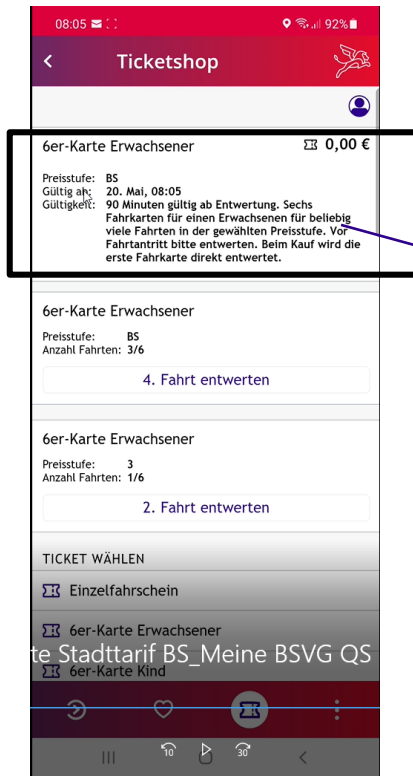 08:05
92%
Ticketshop
6er-Karte Erwachsener 0,00 €
Preisstufe: BS
Gültig ab: 20. Mai, 08:05
Gültigkeit: 90 Minuten gültig ab Entwertung. Sechs
Fahrkarten für einen Erwachsenen für beliebig
viele Fahrten in der gewählten Preisstufe. Vor
Fahrtantritt bitte entwerten. Beim Kauf wird die
erste Fahrkarte direkt entwertet.
6er-Karte Erwachsener
Preisstufe: BS
Anzahl Fahrten: 3/6
4. Fahrt entwerten
6er-Karte Erwachsener
Preisstufe: 3
Anzahl Fahrten: 1/6
2. Fahrt entwerten
TICKET WÄHLEN
Einzelfahrschein
6er-Karte Erwachsener
te Stadttarif BS_Meine BSVG QS
6er-Karte Kind
10 30